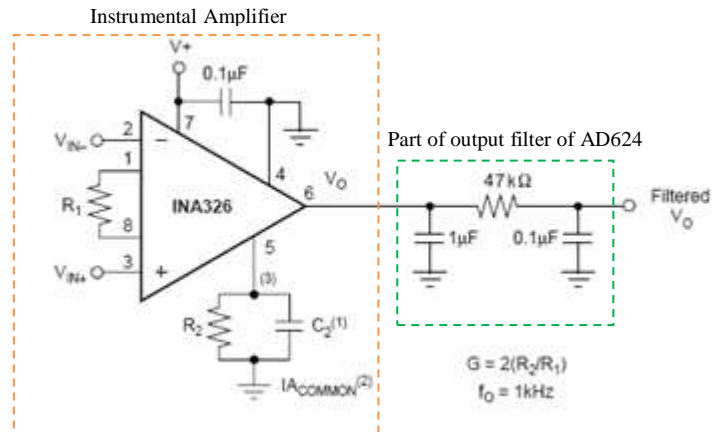 Instrumental Amplifier
V+
0.1µF
7
VIN– 2 –
1
4
R1
INA326
6
VO
8
5
VIN+ 3 +
(3)
R2
C2(1)
IACOMMON(2)
Part of output filter of AD624
47kΩ
Filtered
VO
1µF
0.1µF
G = 2(R2/R1)
fO = 1kHz